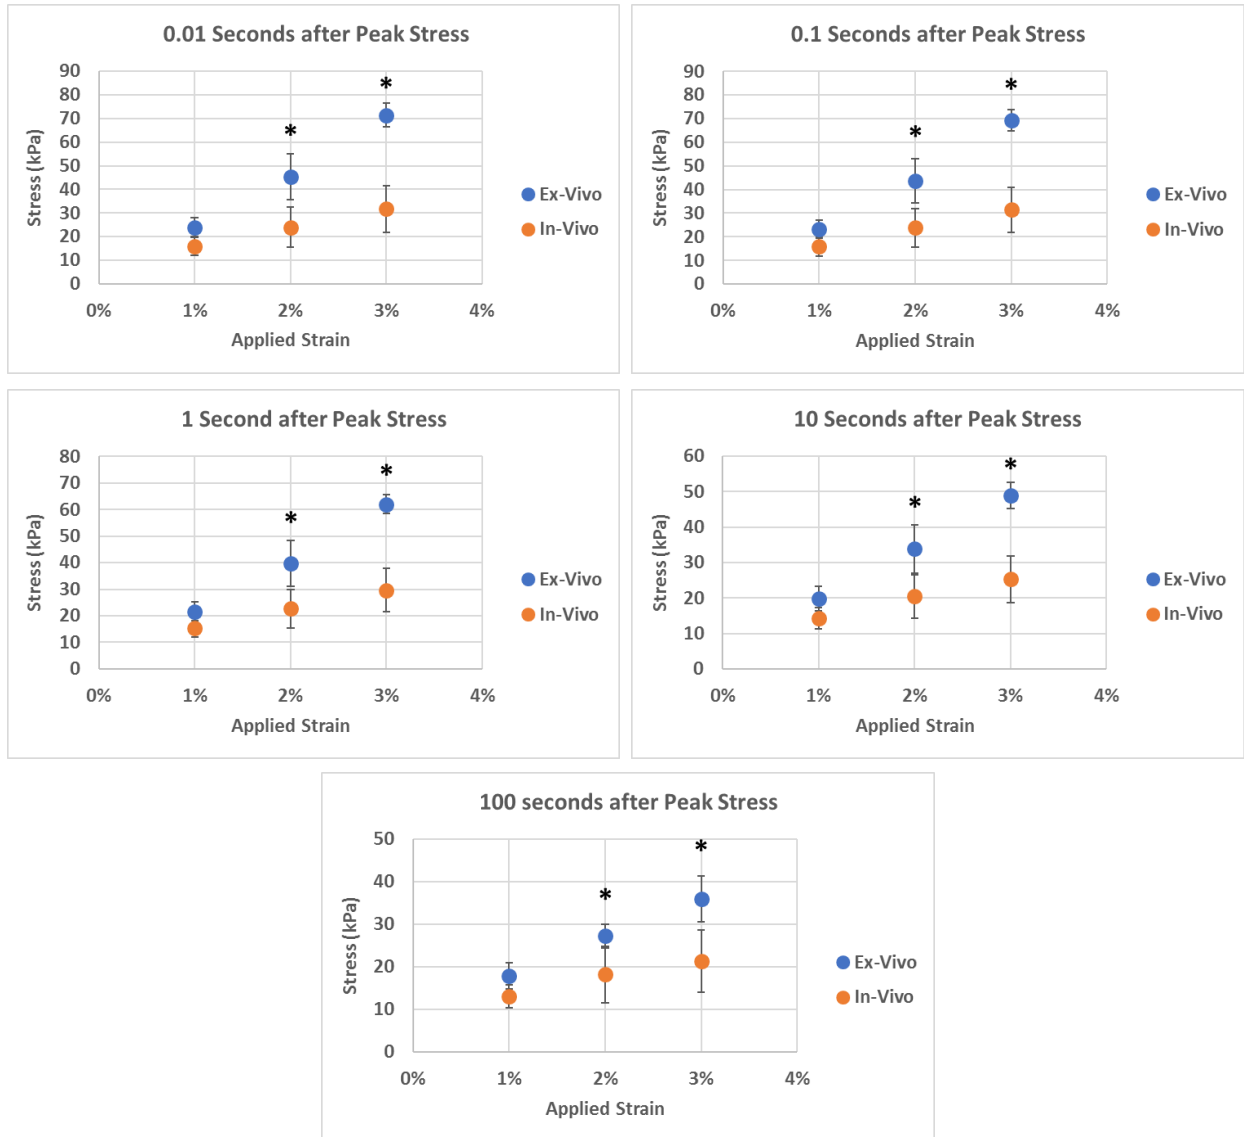 0.01 Seconds after Peak Stress
90
80
70
60
50
40
30
20
10
0
Stress (kPa)
*
*
0% 1% 2% 3% 4%
Applied Strain
Ex-Vivo
In-Vivo
0.1 Seconds after Peak Stress
90
80
70
60
50
40
30
20
10
0
Stress (kPa)
*
*
0% 1% 2% 3% 4%
Applied Strain
Ex-Vivo
In-Vivo
1 Second after Peak Stress
80
70
60
50
40
30
20
10
0
Stress (kPa)
*
*
0% 1% 2% 3% 4%
Applied Strain
Ex-Vivo
In-Vivo
10 Seconds after Peak Stress
60
50
40
30
20
10
0
Stress (kPa)
*
*
0% 1% 2% 3% 4%
Applied Strain
Ex-Vivo
In-Vivo
100 seconds after Peak Stress
50
40
30
20
10
0
Stress (kPa)
*
*
0% 1% 2% 3% 4%
Applied Strain
Ex-Vivo
In-Vivo